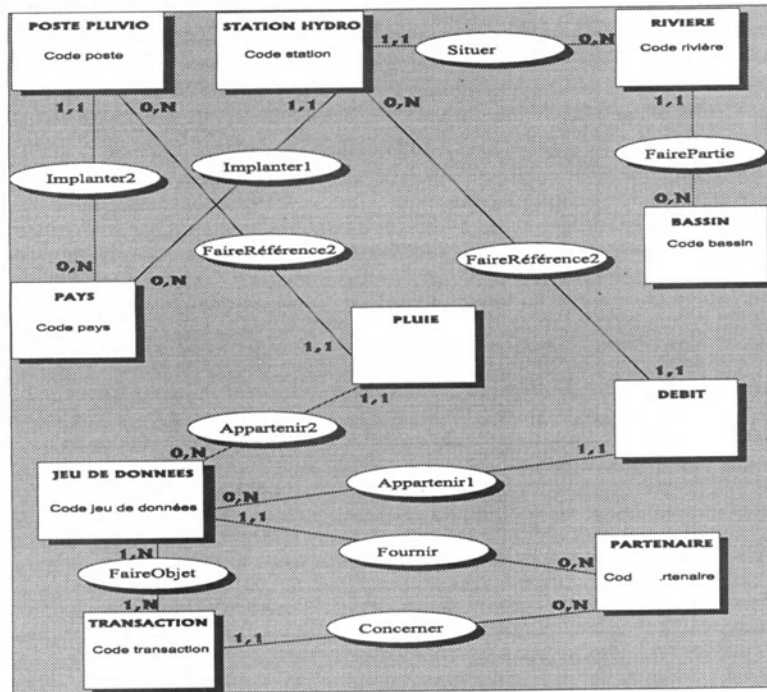 POSTE PLUVIO
Code poste
STATION HYDRO
Code station
RIVIERE
Code rivière
1,1
Situer
0,N
1,1
0,N
1,1
0,N
1,1
Implanter2
Implanter1
FairePartie
0,N
BASSIN
Code bassin
FaireRéférence2
FaireRéférence2
0,N
0,N
PAYS
Code pays
PLUIE
1,1
1,1
1,1
DEBIT
Appartenir2
0,N
1,1
JEU DE DONNEES
Code jeu de données
0,N
Appartenir1
1,1
1,N
Fournir
0,N
PARTENAIRE
Cod
FaireObjet
1,N
0,N
TRANSACTION
Code transaction
1,1
Concerner